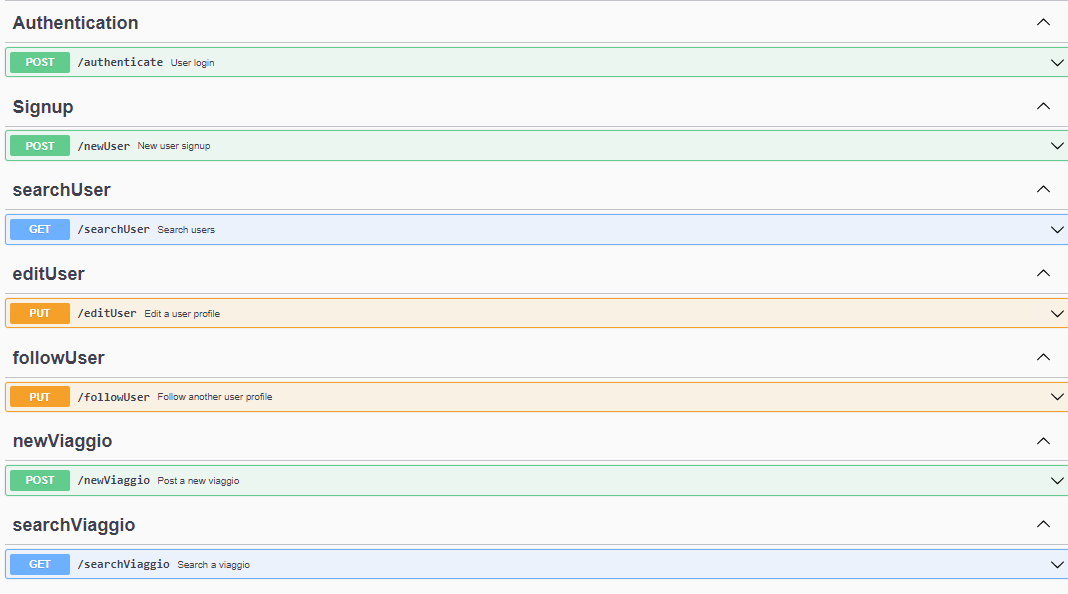 Authentication
POST /authenticate User login
Signup
POST /newUser New user signup
searchUser
GET /searchUser Search users
editUser
PUT /editUser Edit a user profile
followUser
PUT /followUser Follow another user profile
newViaggio
POST /newViaggio Post a new viaggio
searchViaggio
GET /searchViaggio Search a viaggio